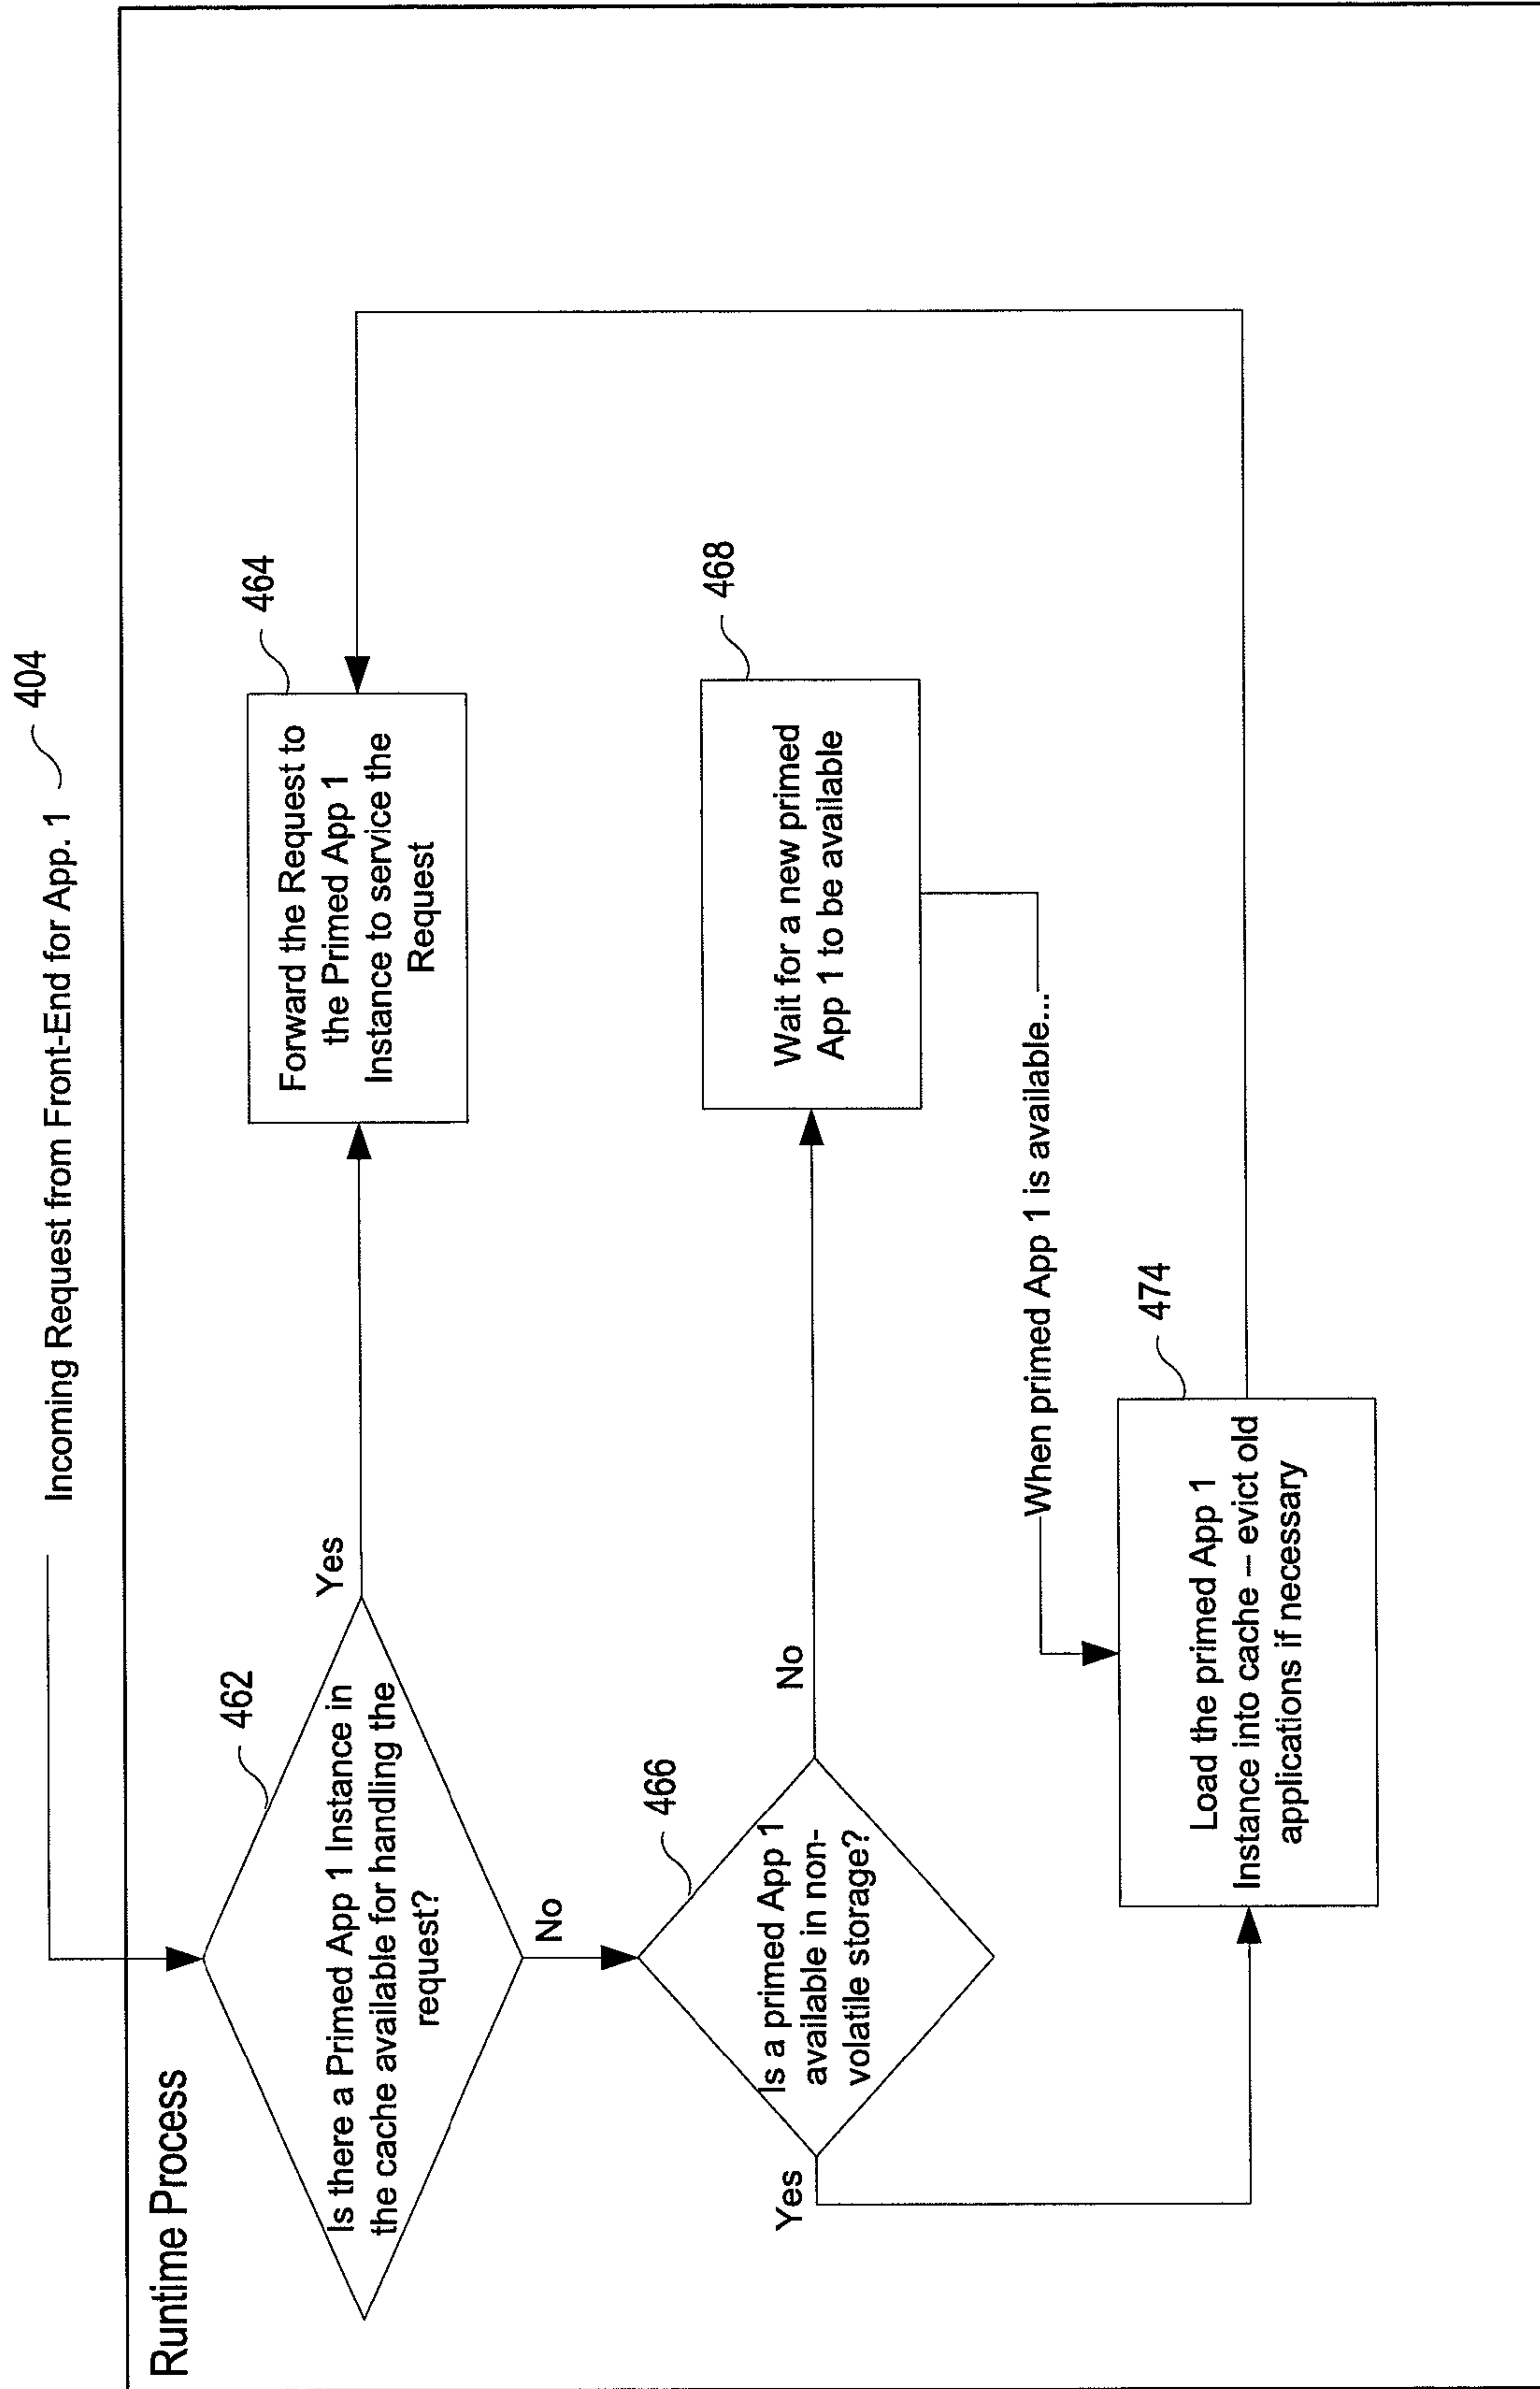 Incoming Request from Front-End for App. 1
404
Runtime Process
462
Is there a Primed App 1 Instance in
the cache available for handling the
request?
Yes
464
Forward the Request to
the Primed App 1
Instance to service the
Request
No
466
Is a primed App 1
available in non-
volatile storage?
No
468
Wait for a new primed
App 1 to be available
Yes
When primed App 1 is available...
474
Load the primed App 1
Instance into cache – evict old
applications if necessary